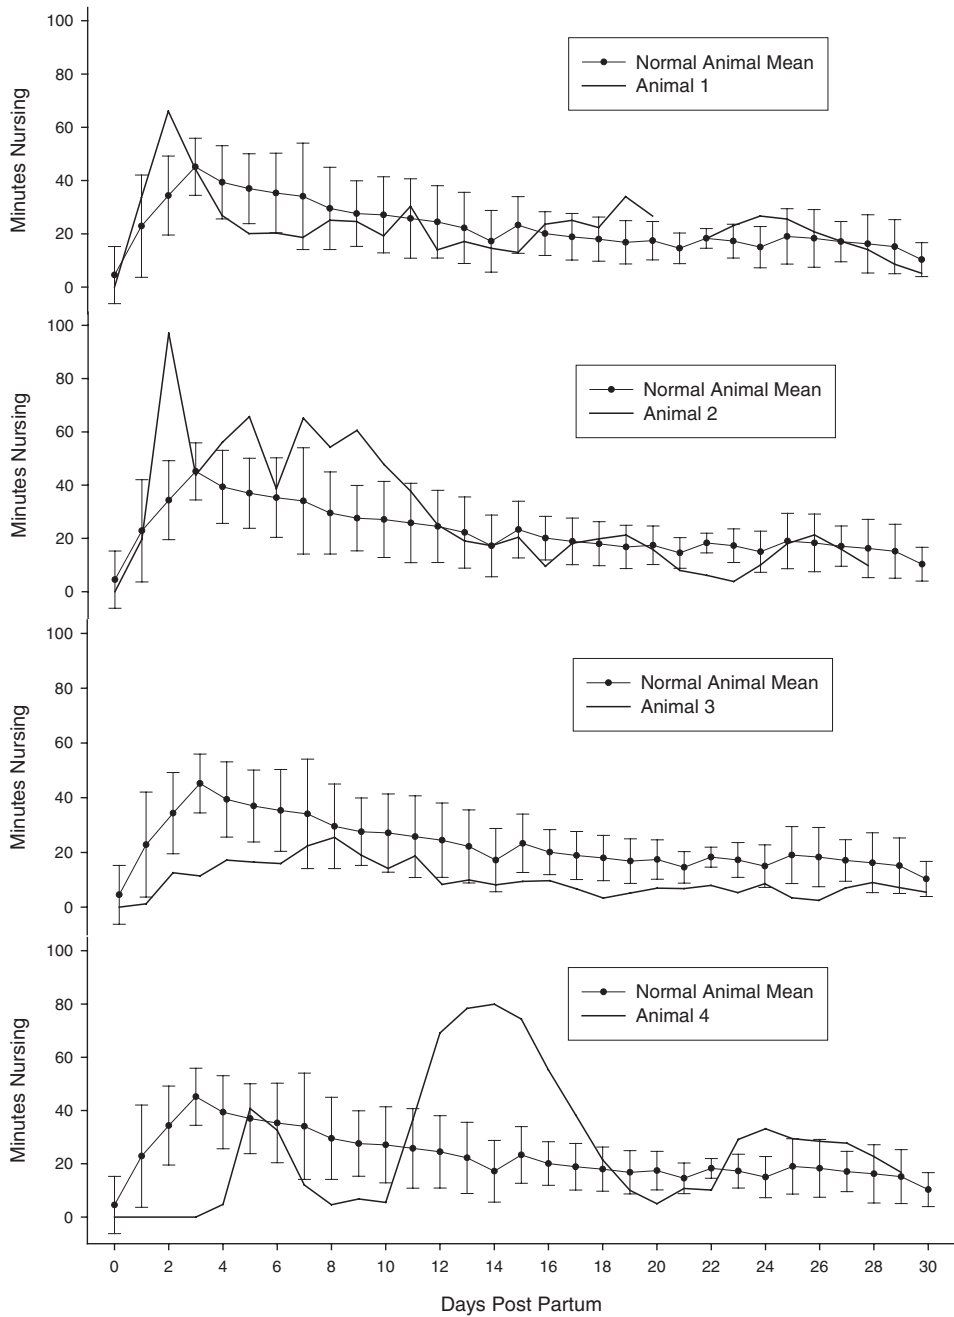 100
80
60
40
20
0
Minutes Nursing
Normal Animal Mean
Animal 1
100
80
60
40
20
0
Minutes Nursing
Normal Animal Mean
Animal 2
100
80
60
40
20
0
Minutes Nursing
Normal Animal Mean
Animal 3
100
80
60
40
20
0
Minutes Nursing
Normal Animal Mean
Animal 4
0 2 4 6 8 10 12 14 16 18 20 22 24 26 28 30
Days Post Partum